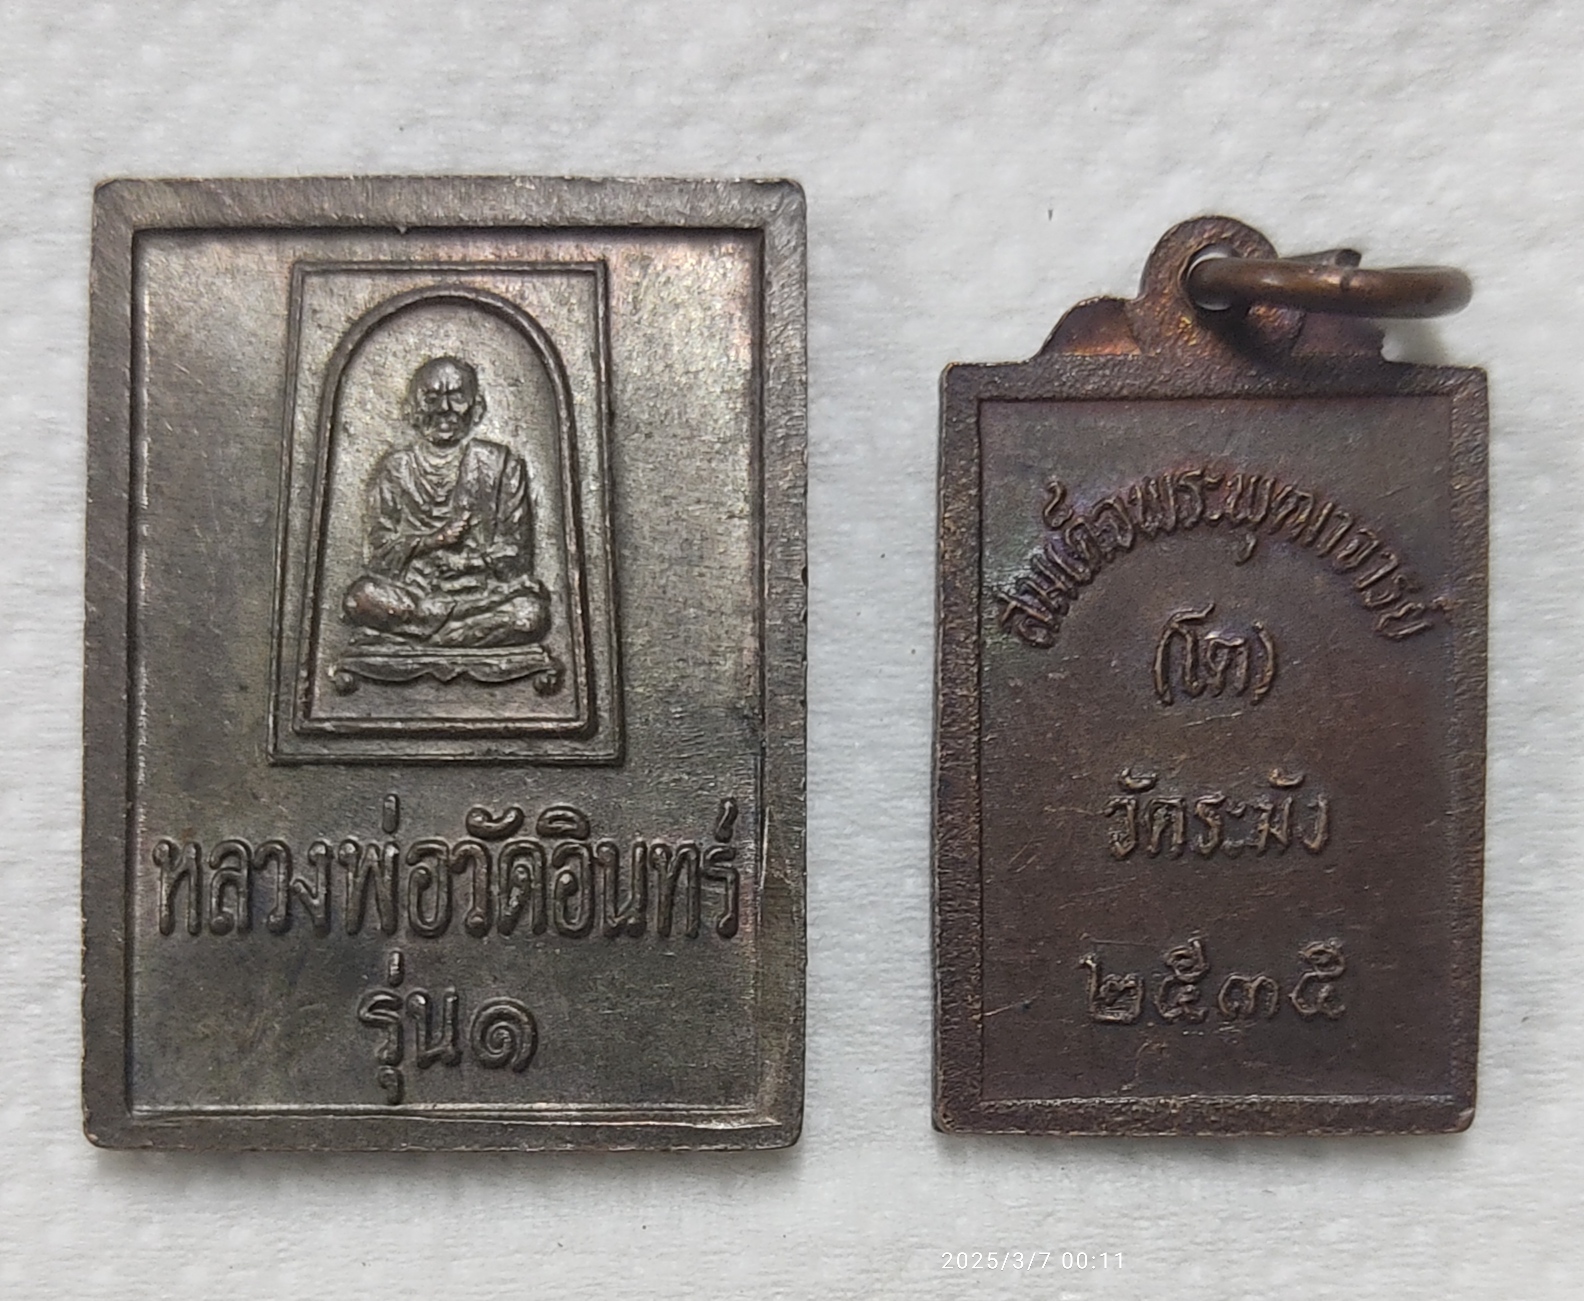 หลวงพ่อวัดอินทร์
รุ่น๑
สมเด็จพระพุฒาจารย์
(โต)
วัดระฆัง
๒๕๓๕
2025/3/7 00:11